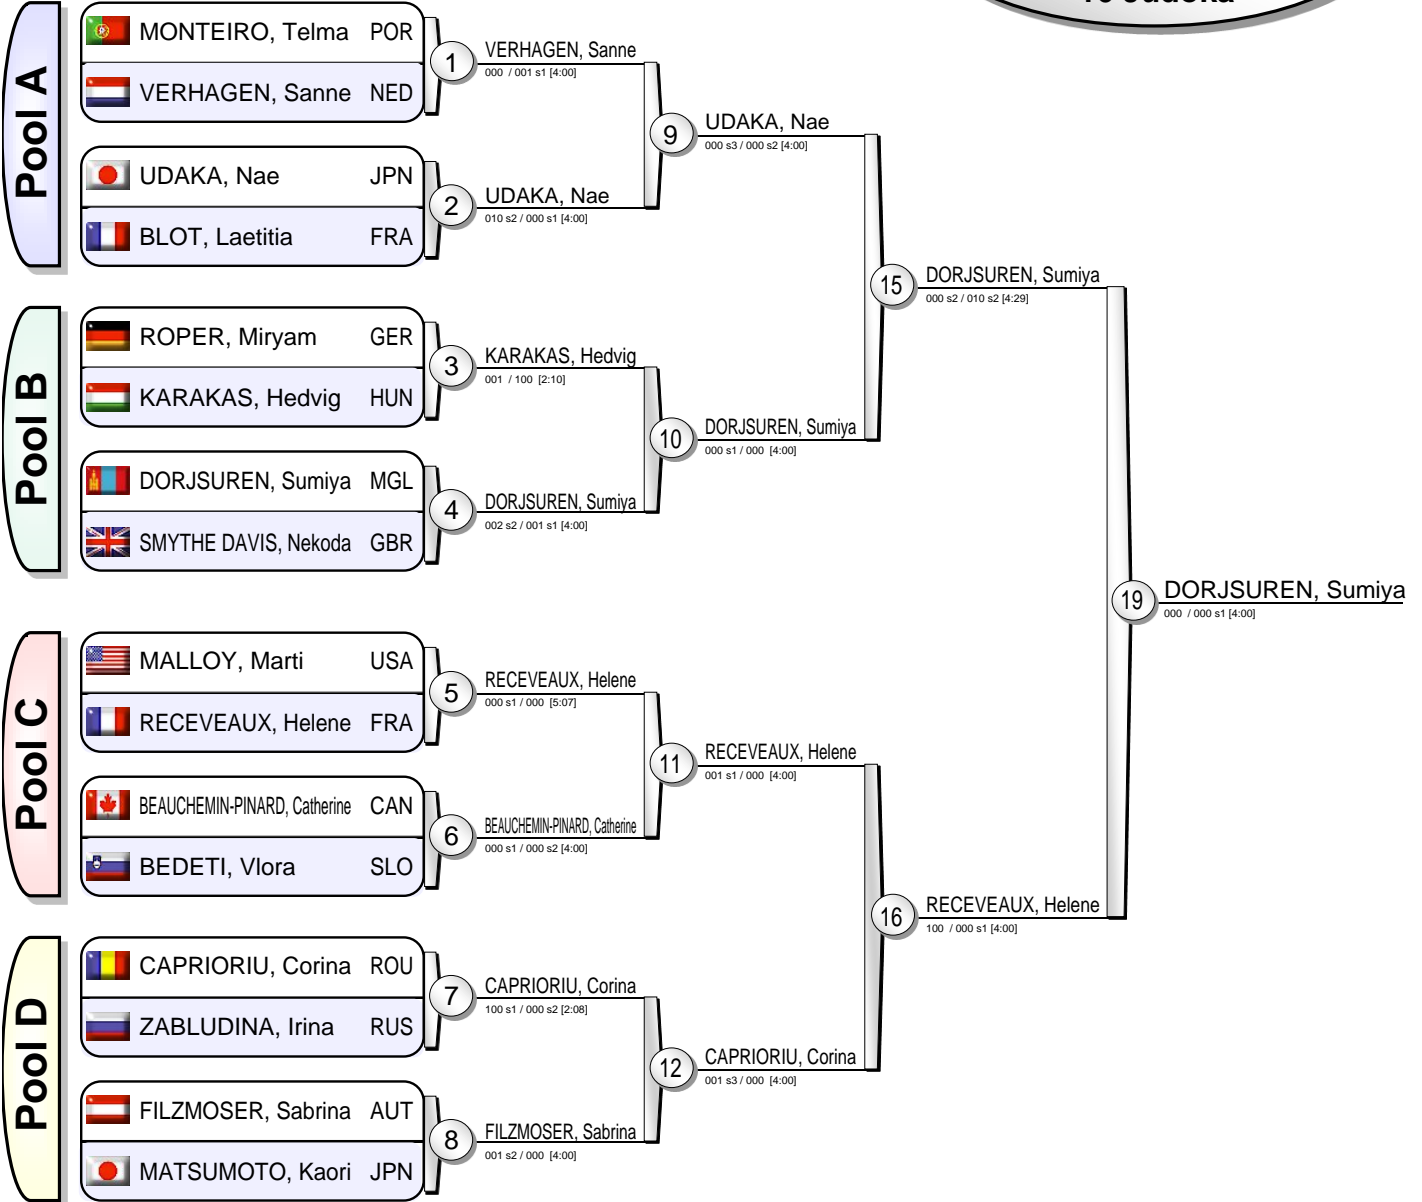 Pool A
MONTEIRO, Telma POR
VERHAGEN, Sanne NED
UDAKA, Nae JPN
BLOT, Laetitia FRA
1
VERHAGEN, Sanne
000 / 001 s1 [4:00]
2
UDAKA, Nae
010 s2 / 000 s1 [4:00]
9
UDAKA, Nae
000 s3 / 000 s2 [4:00]
Pool B
ROPER, Miryam GER
KARAKAS, Hedvig HUN
DORJSUREN, Sumiya MGL
SMYTHE DAVIS, Nekoda GBR
3
KARAKAS, Hedvig
001 / 100 [2:10]
4
DORJSUREN, Sumiya
002 s2 / 001 s1 [4:00]
10
DORJSUREN, Sumiya
000 s1 / 000 [4:00]
15
DORJSUREN, Sumiya
000 s2 / 010 s2 [4:29]
Pool C
MALLOY, Marti USA
RECEVEAUX, Helene FRA
BEAUCHEMIN-PINARD, Catherine CAN
BEDETI, Vlora SLO
5
RECEVEAUX, Helene
000 s1 / 000 [5:07]
6
BEAUCHEMIN-PINARD, Catherine
000 s1 / 000 s2 [4:00]
11
RECEVEAUX, Helene
001 s1 / 000 [4:00]
Pool D
CAPRIORIU, Corina ROU
ZABLUDINA, Irina RUS
FILZMOSER, Sabrina AUT
MATSUMOTO, Kaori JPN
7
CAPRIORIU, Corina
100 s1 / 000 s2 [2:08]
8
FILZMOSER, Sabrina
001 s2 / 000 [4:00]
12
CAPRIORIU, Corina
001 s3 / 000 [4:00]
16
RECEVEAUX, Helene
100 / 000 s1 [4:00]
19
DORJSUREN, Sumiya
000 / 000 s1 [4:00]